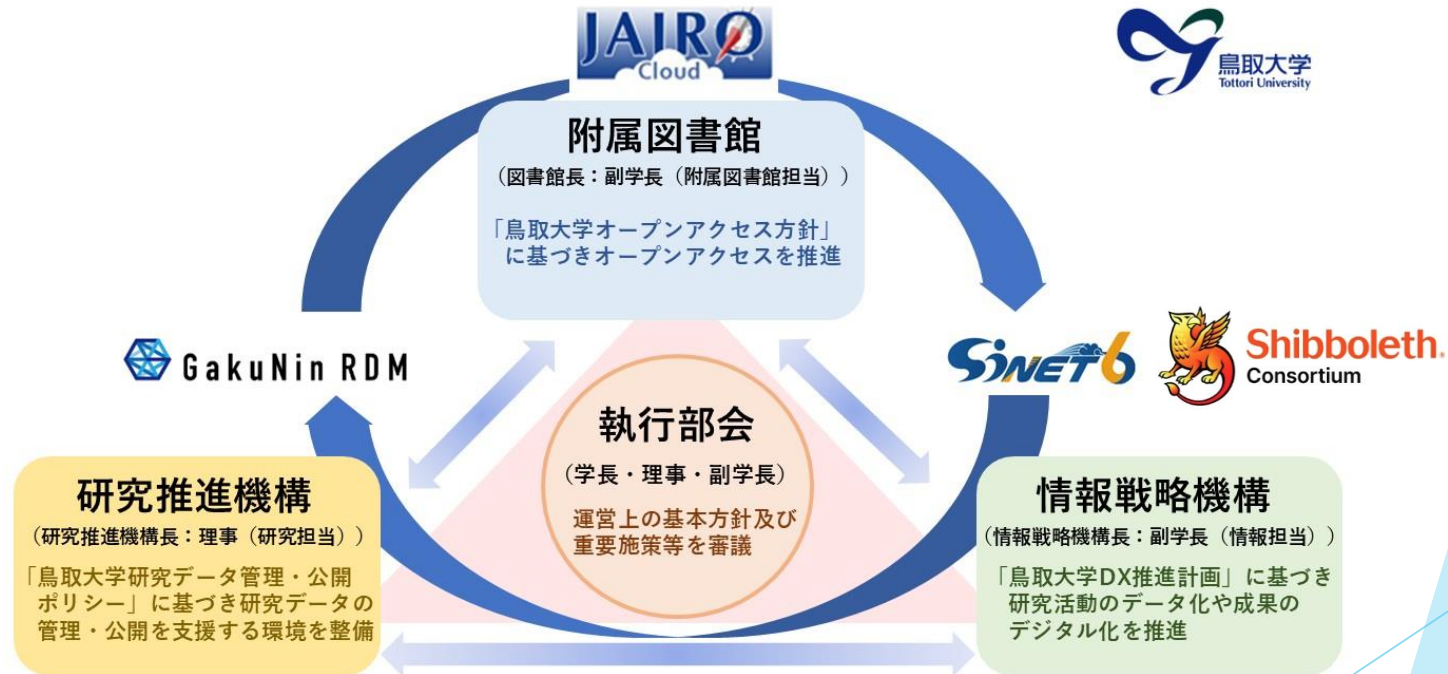 JAIRO
Cloud
鳥取大学
Tottori University
附属図書館
（図書館長：副学長（附属図書館担当））
「鳥取大学オープンアクセス方針」
に基づきオープンアクセスを推進
GakuNin RDM
SiNET6
Shibboleth.
Consortium
執行部会
（学長・理事・副学長）
運営上の基本方針及び
重要施策等を審議
研究推進機構
（研究推進機構長：理事（研究担当））
「鳥取大学研究データ管理・公開
ポリシー」に基づき研究データの
管理・公開を支援する環境を整備
情報戦略機構
（情報戦略機構長：副学長（情報担当））
「鳥取大学DX推進計画」に基づき
研究活動のデータ化や成果の
デジタル化を推進